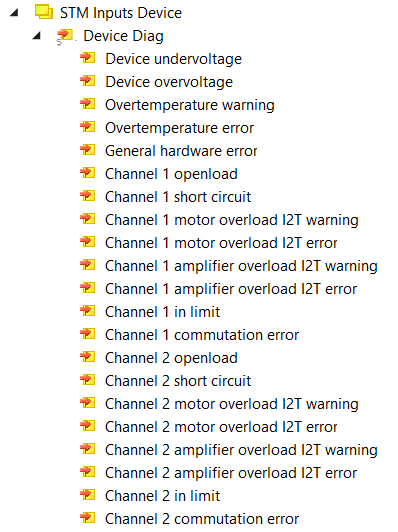 STM Inputs Device
Device Diag
Device undervoltage
Device overvoltage
Overtemperature warning
Overtemperature error
General hardware error
Channel 1 openload
Channel 1 short circuit
Channel 1 motor overload I2T warning
Channel 1 motor overload I2T error
Channel 1 amplifier overload I2T warning
Channel 1 amplifier overload I2T error
Channel 1 in limit
Channel 1 commutation error
Channel 2 openload
Channel 2 short circuit
Channel 2 motor overload I2T warning
Channel 2 motor overload I2T error
Channel 2 amplifier overload I2T warning
Channel 2 amplifier overload I2T error
Channel 2 in limit
Channel 2 commutation error